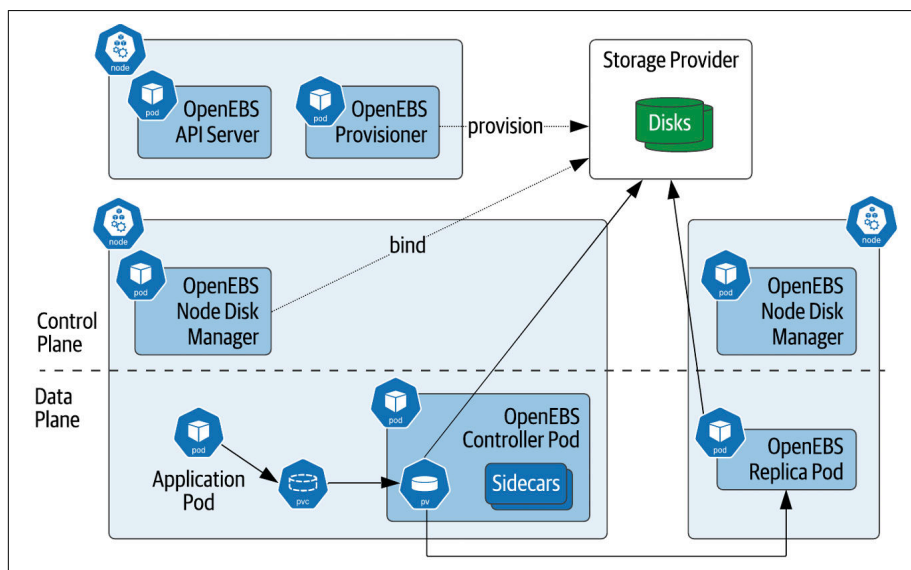 node
pod
OpenEBS
API Server
pod
OpenEBS
Provisioner
provision
Storage Provider
Disks
node
pod
OpenEBS
Node Disk
Manager
bind
node
pod
OpenEBS
Node Disk
Manager
Control
Plane
Data
Plane
pod
Application
Pod
pvc
pod
OpenEBS
Controller Pod
pv
Sidecars
pod
OpenEBS
Replica Pod